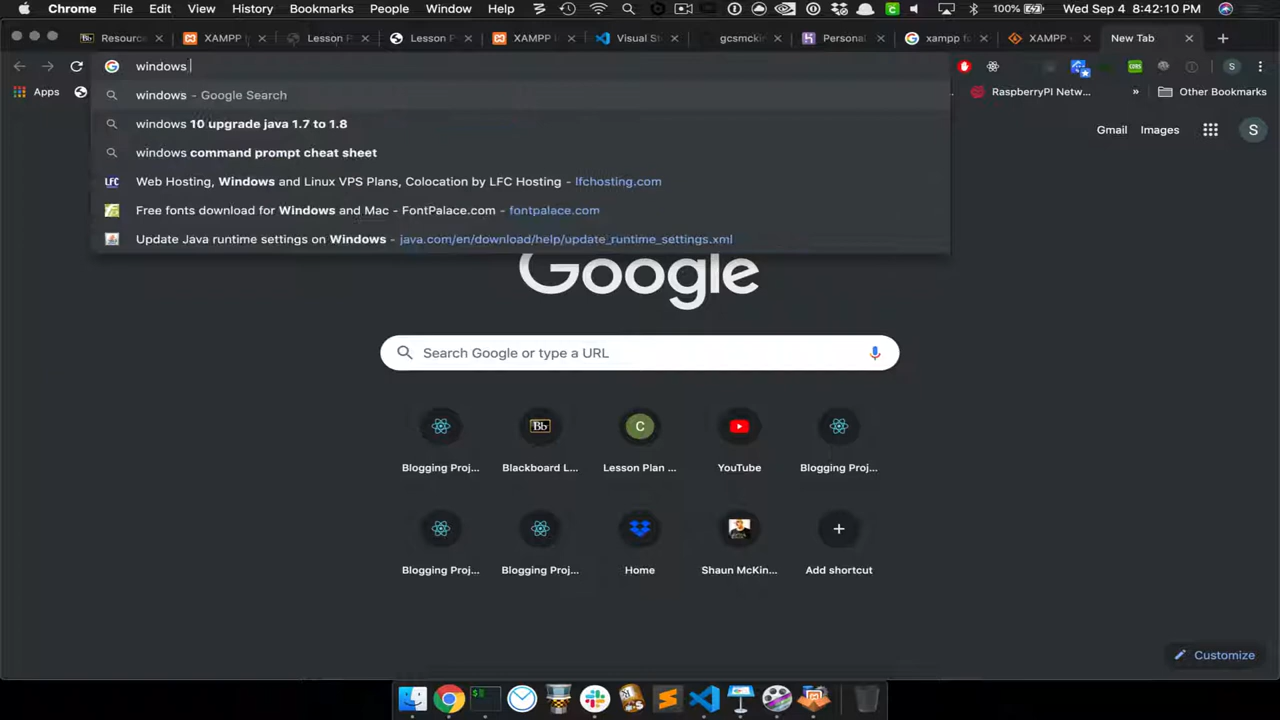 Chrome File Edit View History Bookmarks People Window Help 100% Wed Sep 4 8:42:10 PM
Resourc XAMPP Lesson P Lesson P XAMPP Visual St gcsmcki Personal xampp f XAMPP New Tab
windows
S
Apps
RaspberryPI Netw... » Other Bookmarks
windows - Google Search
windows 10 upgrade java 1.7 to 1.8
windows command prompt cheat sheet
LFC Web Hosting, Windows and Linux VPS Plans, Colocation by LFC Hosting - lfchosting.com
Free fonts download for Windows and Mac - FontPalace.com - fontpalace.com
Update Java runtime settings on Windows - java.com/en/download/help/update_runtime_settings.xml
Gmail Images S
Google
Search Google or type a URL
Bb C
Blogging Proj... Blackboard L... Lesson Plan ... YouTube Blogging Proj...
Blogging Proj... Blogging Proj... Home Shaun McKin... Add shortcut
Customize